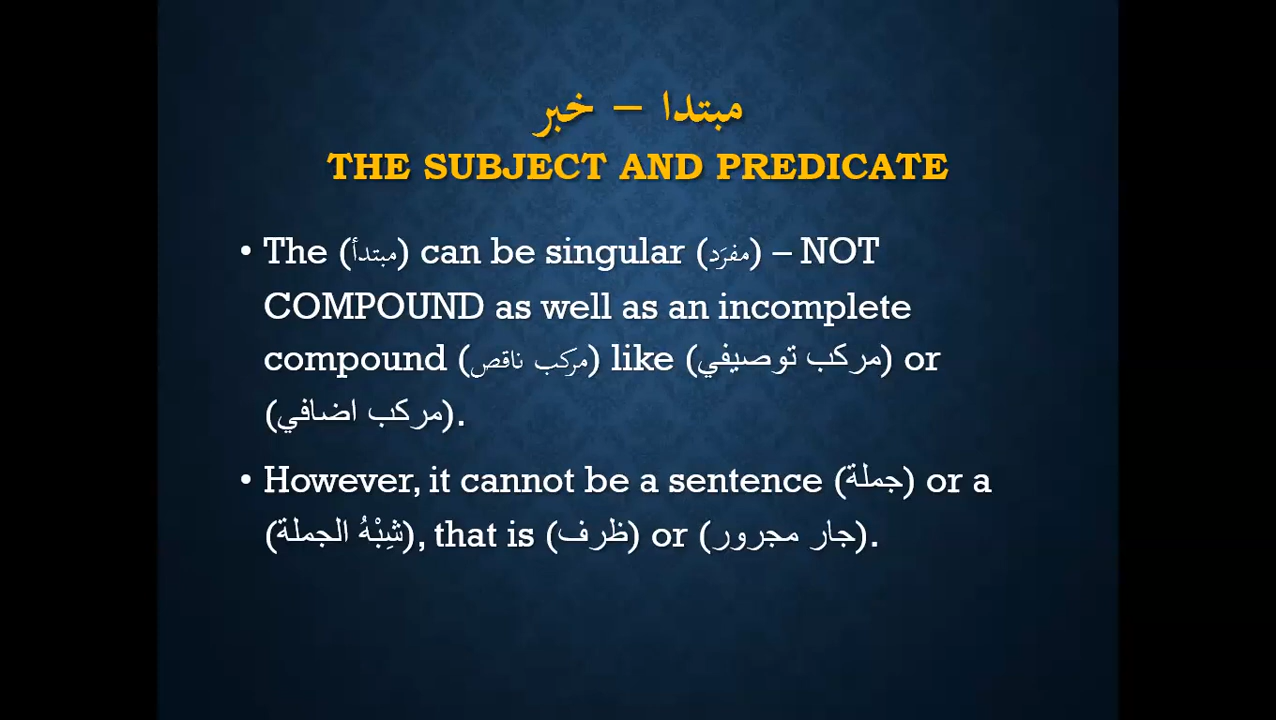 مبتدا – خبر
THE SUBJECT AND PREDICATE
• The (مبتدأ) can be singular (مفرَد) – NOT
COMPOUND as well as an incomplete
compound (مركب ناقص) like (مركب توصيفي) or
(مركب اضافي).
• However, it cannot be a sentence (جملة) or a
(شِبْهُ الجملة), that is (ظرف) or (جار مجرور).